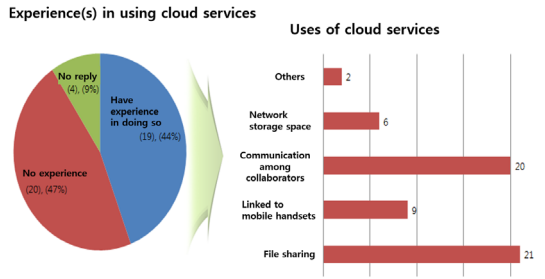 Experience(s) in using cloud services
No reply
(4), (9%)
Have
experience
in doing so
(19), (44%)
No experience
(20), (47%)
Uses of cloud services
Others
2
Network
storage space
6
Communication
among
collaborators
20
Linked to
mobile handsets
9
File sharing
21